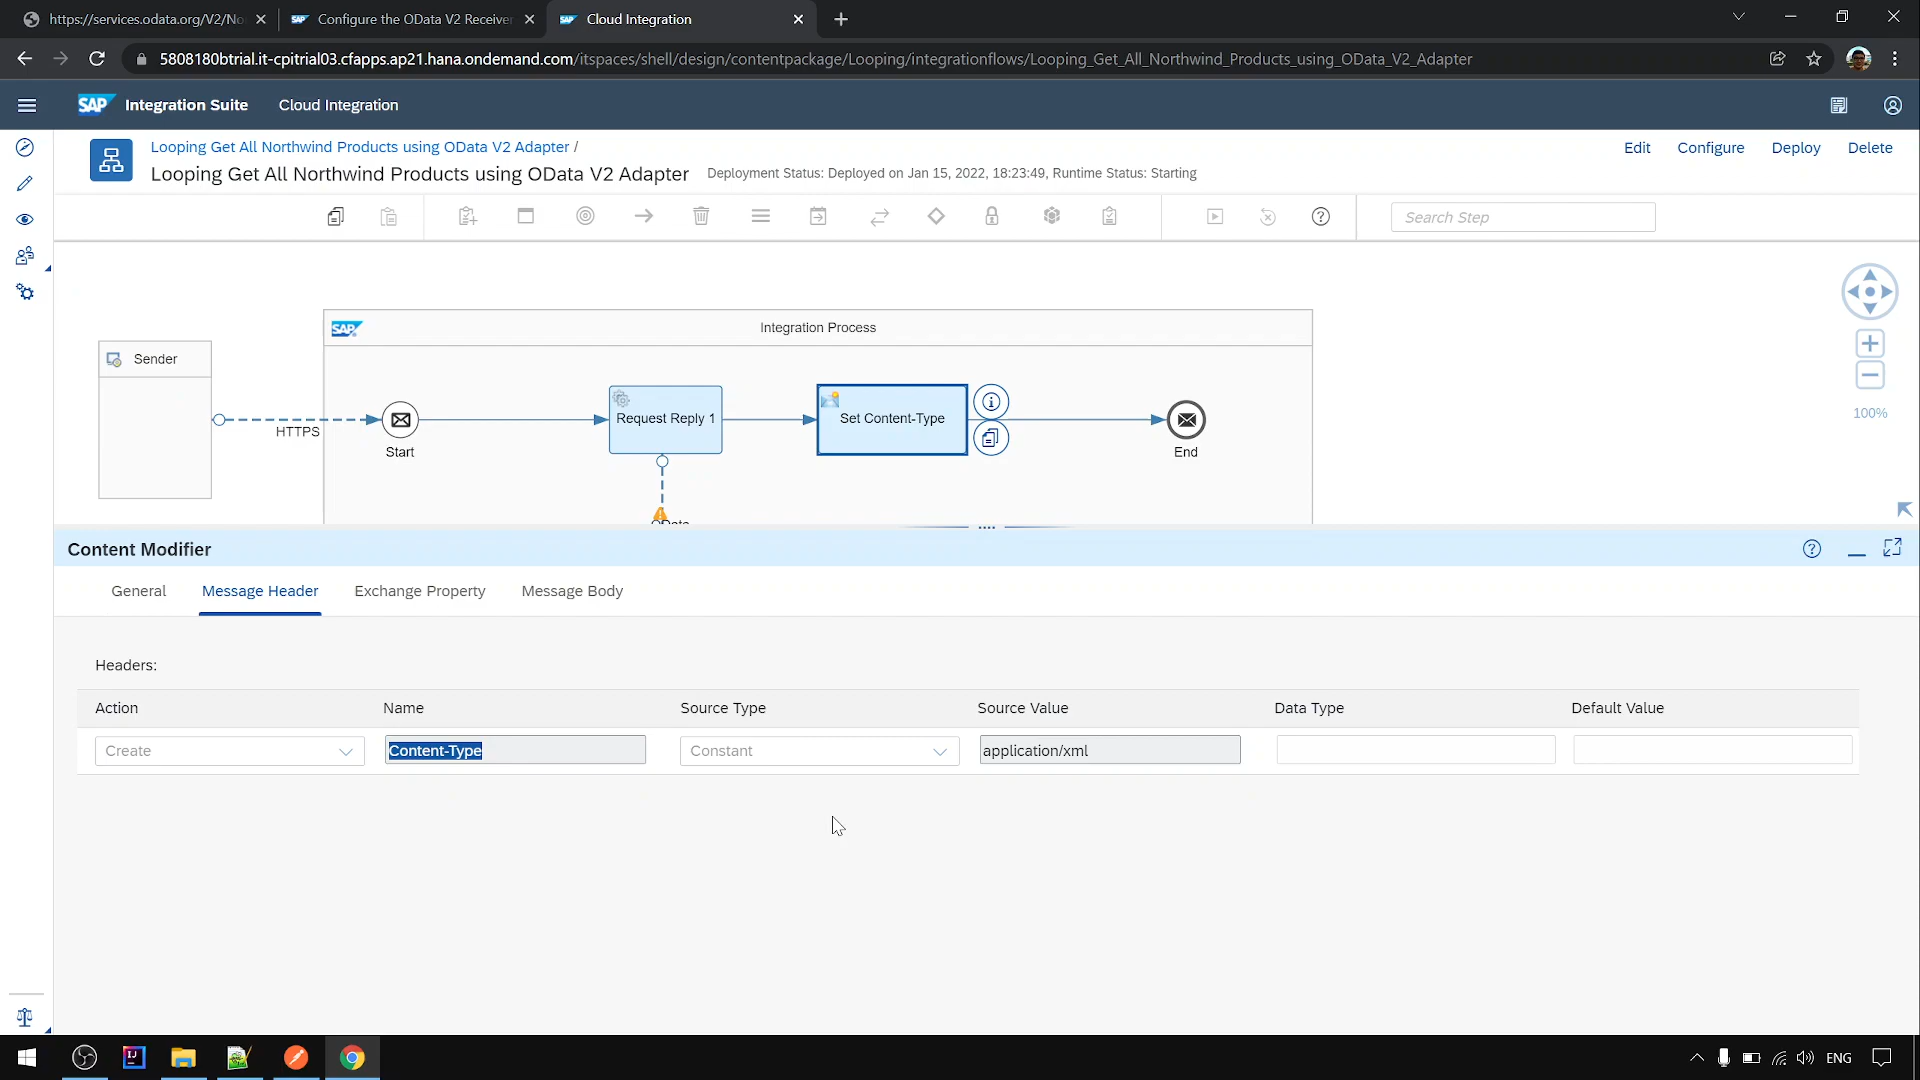 https://services.odata.org/V2/No
Configure the OData V2 Receiver
Cloud Integration
5808180btrial.it-cpitrial03.cfapps.ap21.hana.ondemand.com/itspaces/shell/design/contentpackage/Looping/integrationflows/Looping_Get_All_Northwind_Products_using_OData_V2_Adapter
SAP Integration Suite Cloud Integration
Looping Get All Northwind Products using OData V2 Adapter /
Edit Configure Deploy Delete
Looping Get All Northwind Products using OData V2 Adapter Deployment Status: Deployed on Jan 15, 2022, 18:23:49, Runtime Status: Starting
Search Step
SAP Integration Process
Sender
Request Reply 1
Set Content-Type
HTTPS
Start
End
OData
100%
Content Modifier
General Message Header Exchange Property Message Body
Headers:
Action Name Source Type Source Value Data Type Default Value
Create Content-Type Constant application/xml
ENG